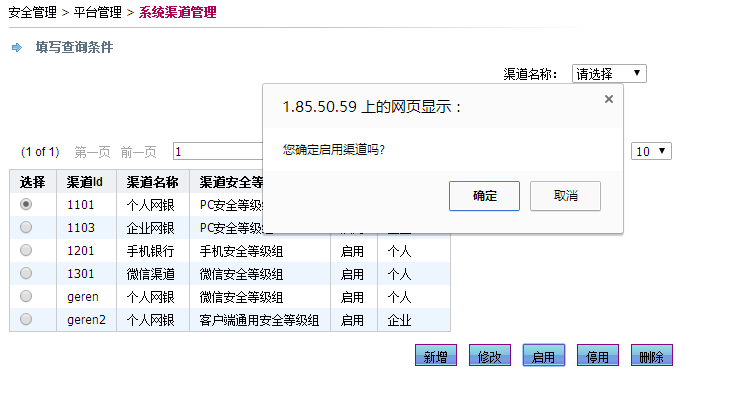 安全管理 > 平台管理 > 系统渠道管理
填写查询条件
渠道名称： 请选择
1.85.50.59 上的网页显示：
您确定启用渠道吗?
确定 取消
(1 of 1) 第一页 前一页 1 10
选择 渠道Id 渠道名称 渠道安全等
1101 个人网银 PC安全等级
1103 企业网银 PC安全等级
1201 手机银行 手机安全等级组 启用 个人
1301 微信渠道 微信安全等级组 启用 个人
geren 个人网银 微信安全等级组 启用 个人
geren2 个人网银 客户端通用安全等级组 启用 企业
新增 修改 启用 停用 删除